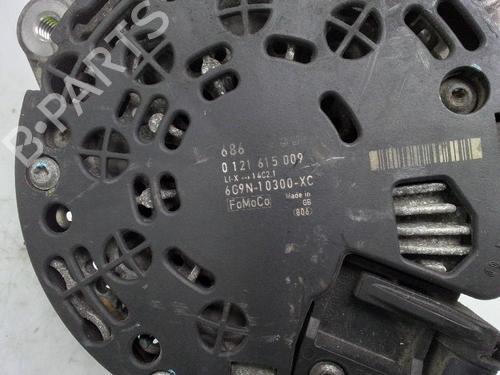 B-PARTS
686
0 121 615 009
LI-X --- 14C2.1
6G9N-10300-XC
FoMoCo
Made in
GB
(806)